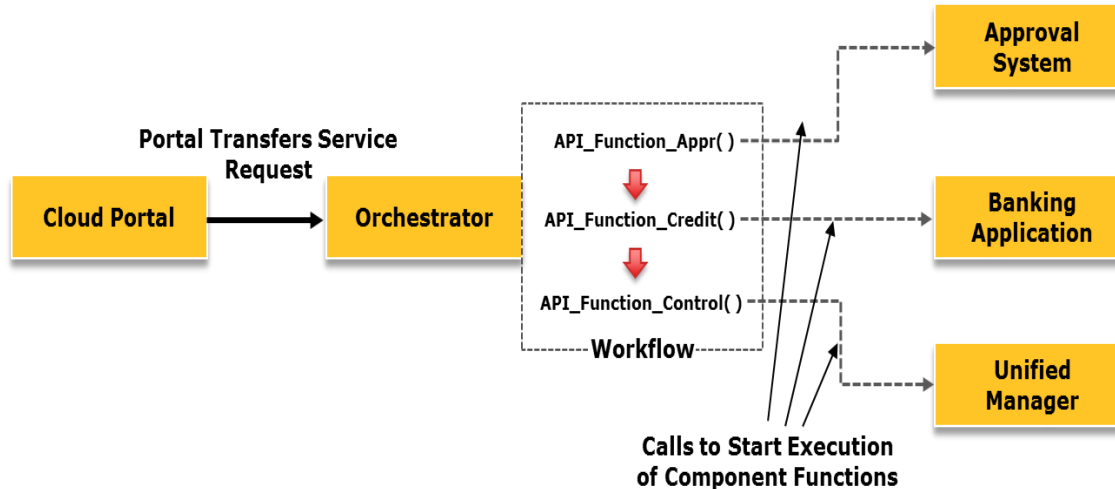 Portal Transfers Service
Request
Cloud Portal
Orchestrator
API_Function_Appr( )
API_Function_Credit( )
API_Function_Control( )
Workflow
Approval
System
Banking
Application
Unified
Manager
Calls to Start Execution
of Component Functions